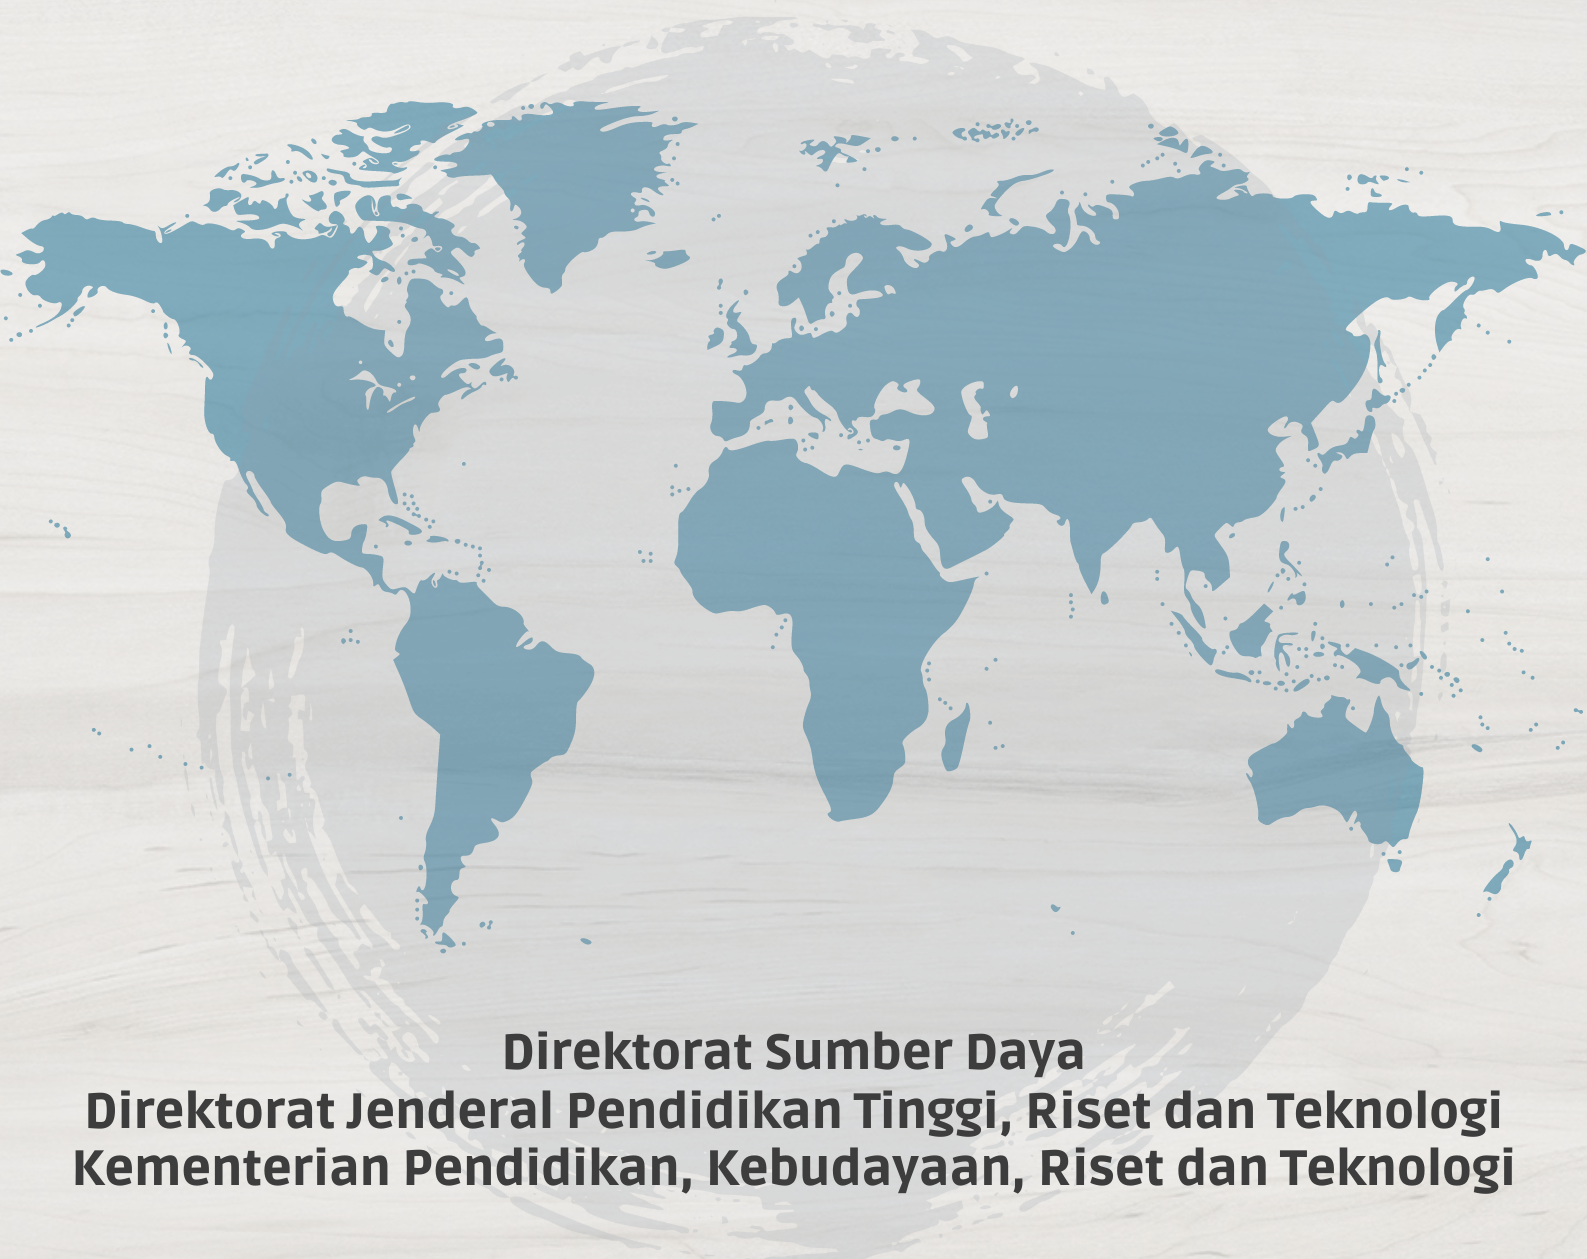 Direktorat Sumber Daya
Direktorat Jenderal Pendidikan Tinggi, Riset dan Teknologi
Kementerian Pendidikan, Kebudayaan, Riset dan Teknologi